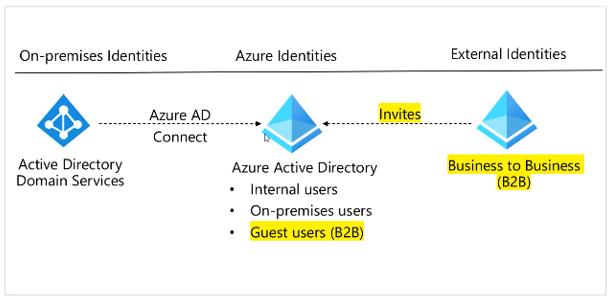 On-premises Identities
Azure Identities
External Identities
Azure AD
Connect
Invites
Active Directory
Domain Services
Azure Active Directory
• Internal users
• On-premises users
• Guest users (B2B)
Business to Business
(B2B)